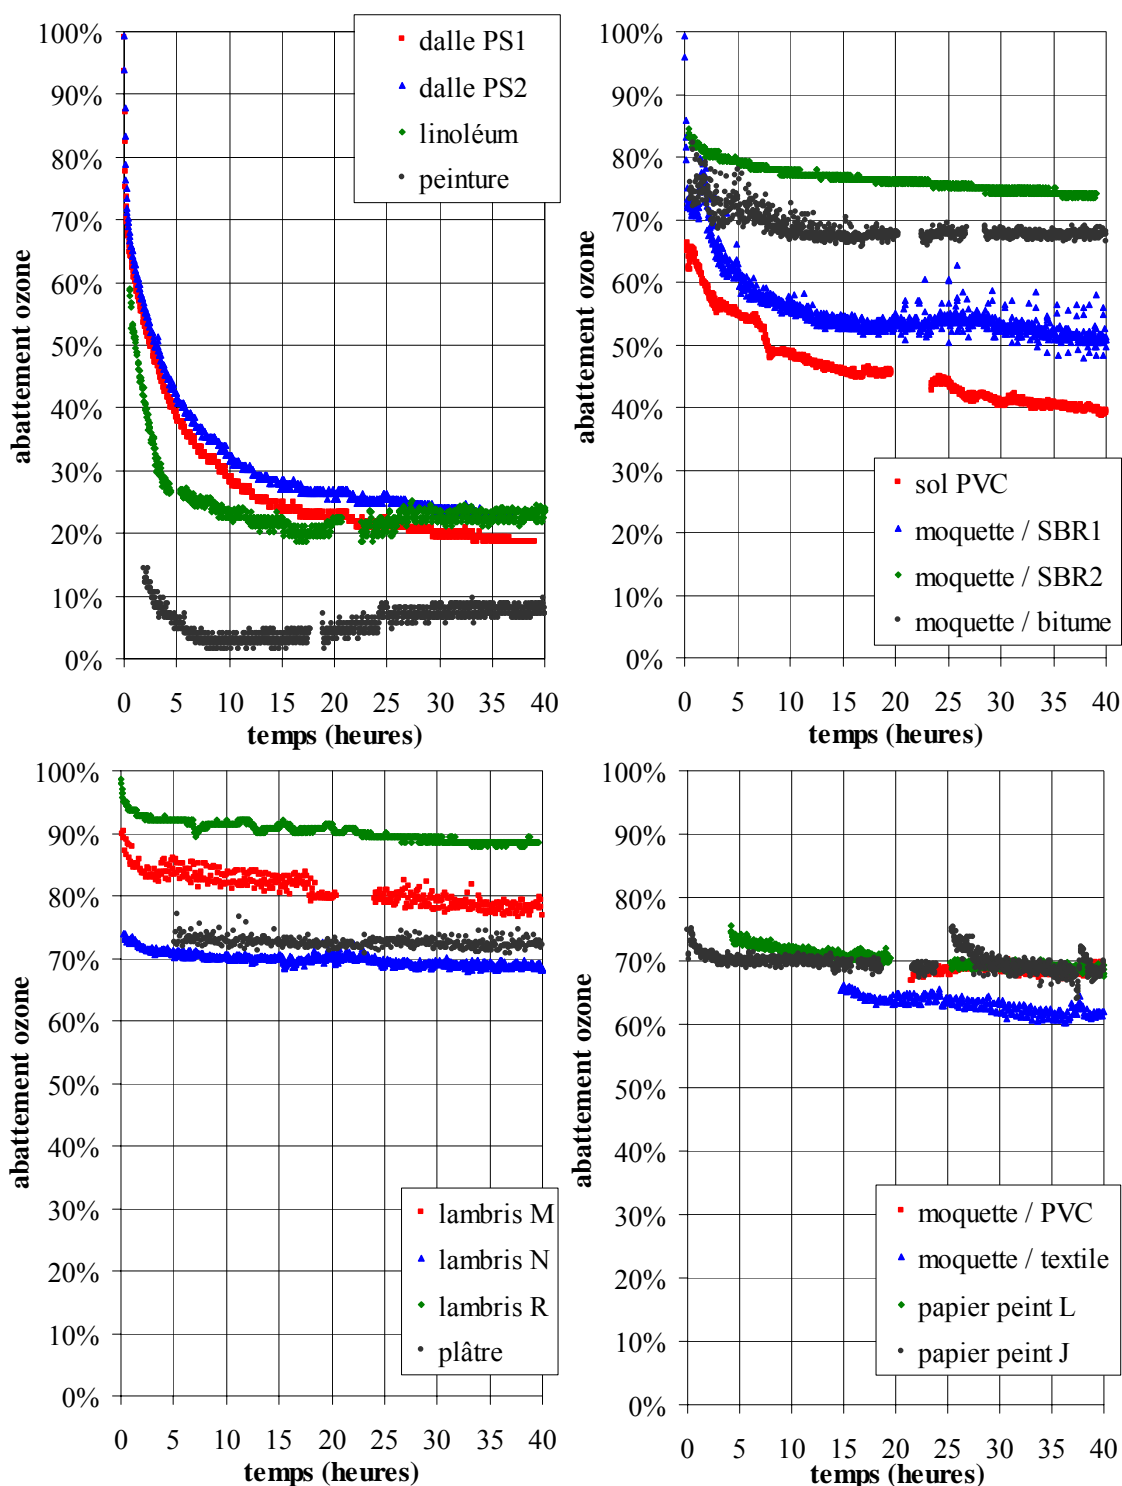 100%
90%
80%
70%
60%
50%
40%
30%
20%
10%
0%
abattement ozone
dalle PS1
dalle PS2
linoléum
peinture
0 5 10 15 20 25 30 35 40
temps (heures)
100%
90%
80%
70%
60%
50%
40%
30%
20%
10%
0%
abattement ozone
sol PVC
moquette / SBR1
moquette / SBR2
moquette / bitume
0 5 10 15 20 25 30 35 40
temps (heures)
100%
90%
80%
70%
60%
50%
40%
30%
20%
10%
0%
abattement ozone
lambris M
lambris N
lambris R
plâtre
0 5 10 15 20 25 30 35 40
temps (heures)
100%
90%
80%
70%
60%
50%
40%
30%
20%
10%
0%
abattement ozone
moquette / PVC
moquette / textile
papier peint L
papier peint J
0 5 10 15 20 25 30 35 40
temps (heures)